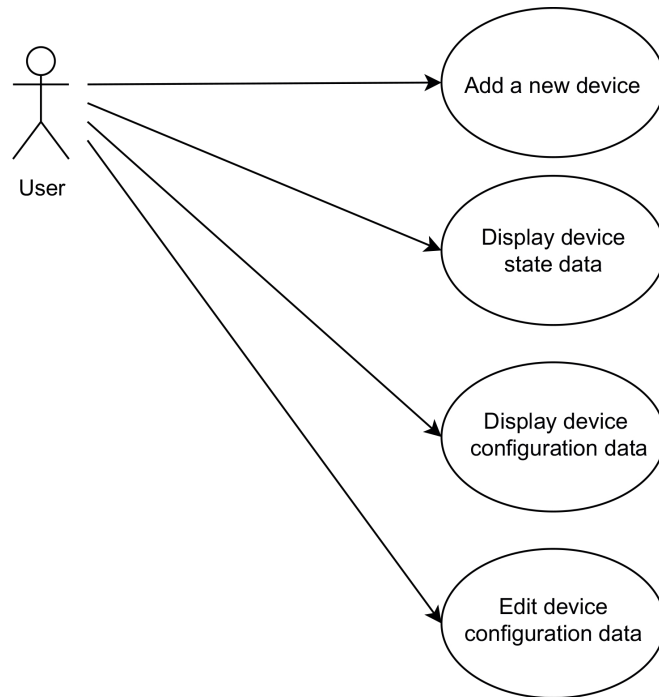 Add a new device
User
Display device
state data
Display device
configuration data
Edit device
configuration data